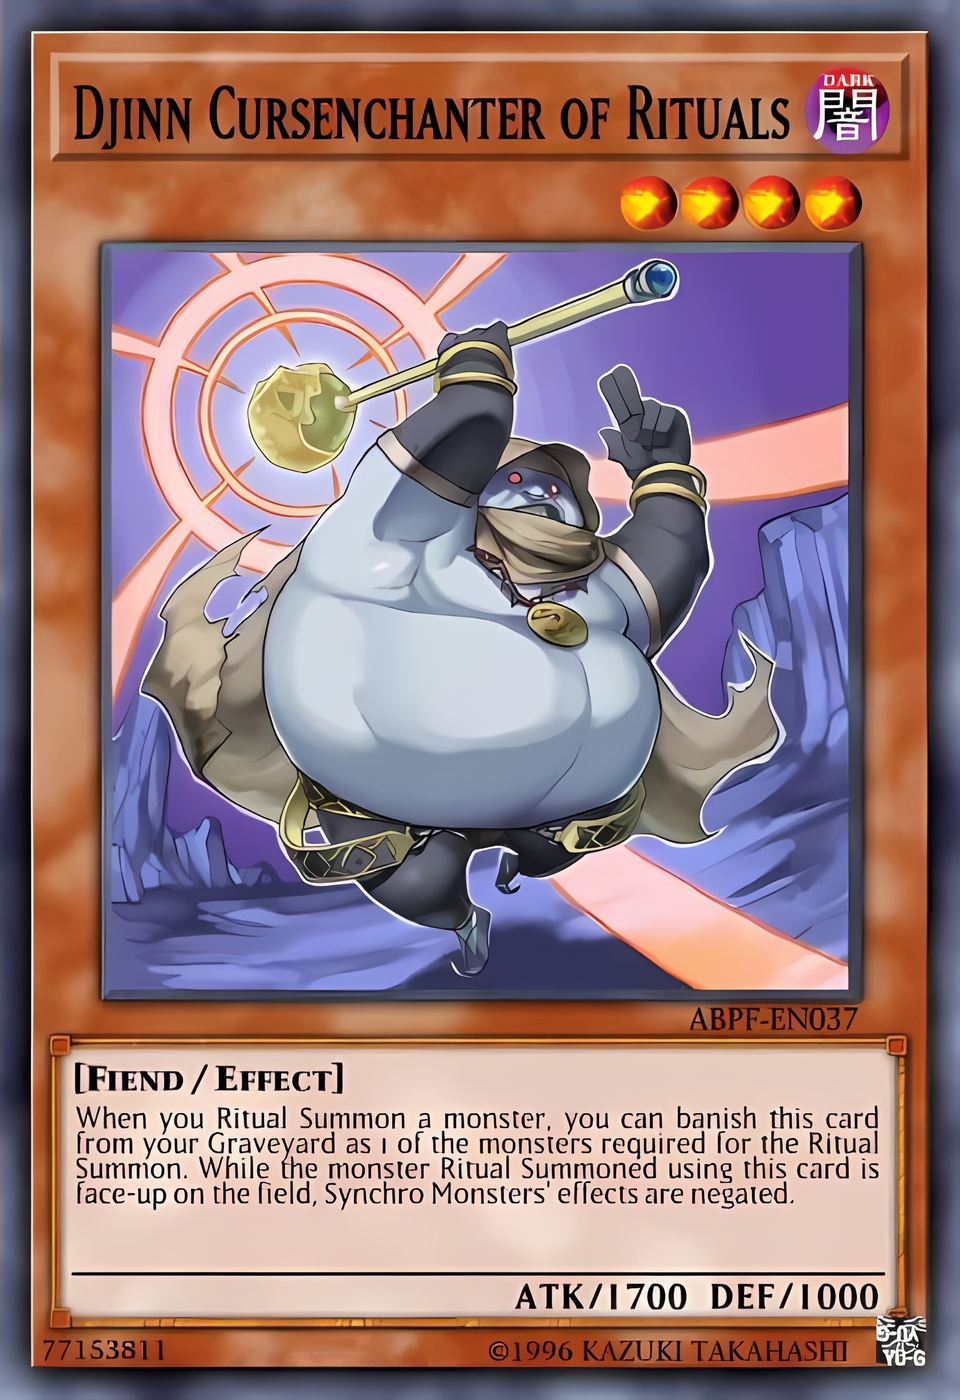 DJINN CURSENCHANTER OF RITUALS
DARK
闇
ABPF-EN037
[FIEND / EFFECT]
When you Ritual Summon a monster, you can banish this card
from your Graveyard as 1 of the monsters required for the Ritual
Summon. While the monster Ritual Summoned using this card is
face-up on the field, Synchro Monsters' effects are negated.
ATK/1700 DEF/1000
77153811
©1996 KAZUKI TAKAHASHI